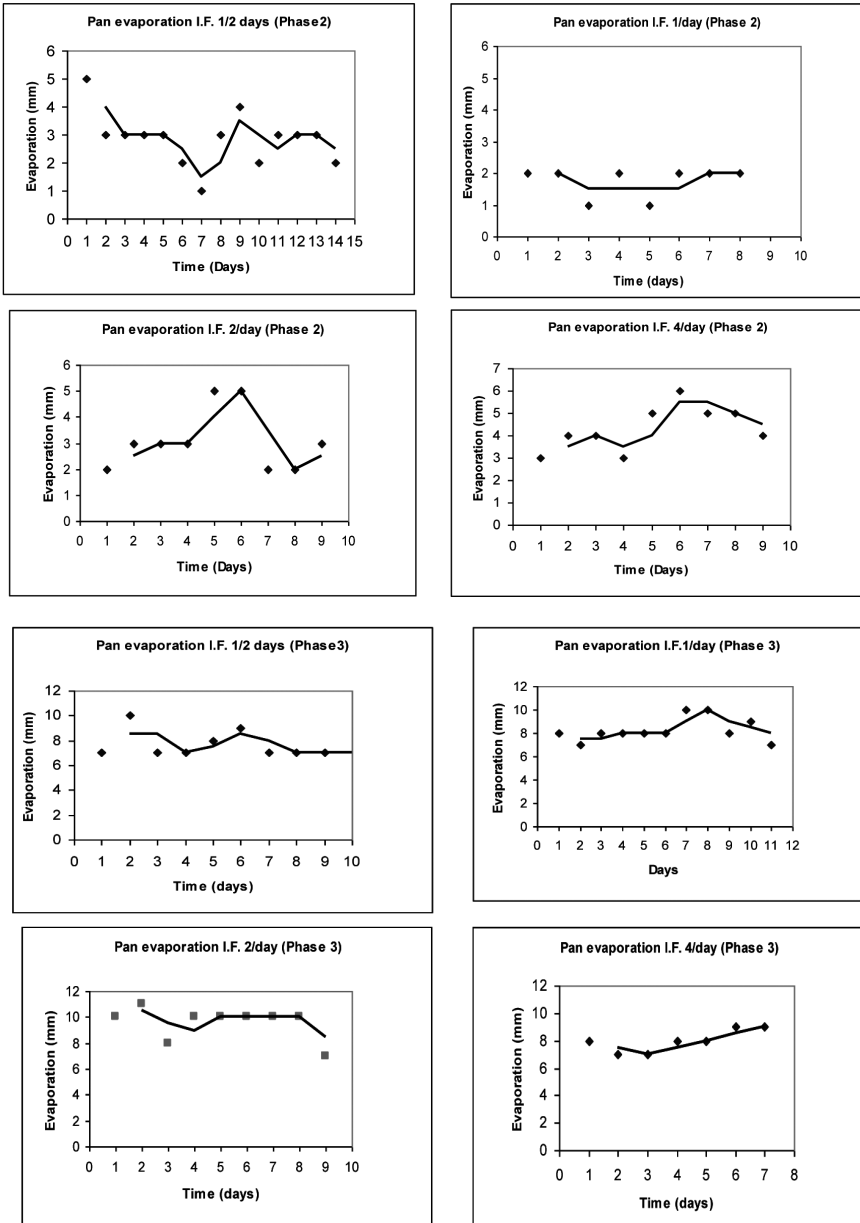 Pan evaporation I.F. 1/2 days (Phase2)
6
5
4
3
2
1
0
Evaporation (mm)
0 1 2 3 4 5 6 7 8 9 10 11 12 13 14 15
Time (Days)
Pan evaporation I.F. 1/day (Phase 2)
6
5
4
3
2
1
0
Evaporation (mm)
0 1 2 3 4 5 6 7 8 9 10
Time (days)
Pan evaporation I.F. 2/day (Phase 2)
6
5
4
3
2
1
0
Evaporation (mm)
0 1 2 3 4 5 6 7 8 9 10
Time (Days)
Pan evaporation I.F. 4/day (Phase 2)
7
6
5
4
3
2
1
0
Evaporation (mm)
0 1 2 3 4 5 6 7 8 9 10
Time (Days)
Pan evaporation I.F. 1/2 days (Phase3)
12
10
8
6
4
2
0
Evaporation (mm)
0 1 2 3 4 5 6 7 8 9 10
Time (days)
Pan evaporation I.F.1/day (Phase 3)
12
10
8
6
4
2
0
Evaporation (mm)
0 1 2 3 4 5 6 7 8 9 10 11 12
Days
Pan evaporation I.F. 2/day (Phase 3)
12
10
8
6
4
2
0
Evaporation (mm)
0 1 2 3 4 5 6 7 8 9 10
Time (days)
Pan evaporation I.F. 4/day (Phase 3)
12
10
8
6
4
2
0
Evaporation (mm)
0 1 2 3 4 5 6 7 8
Time (days)